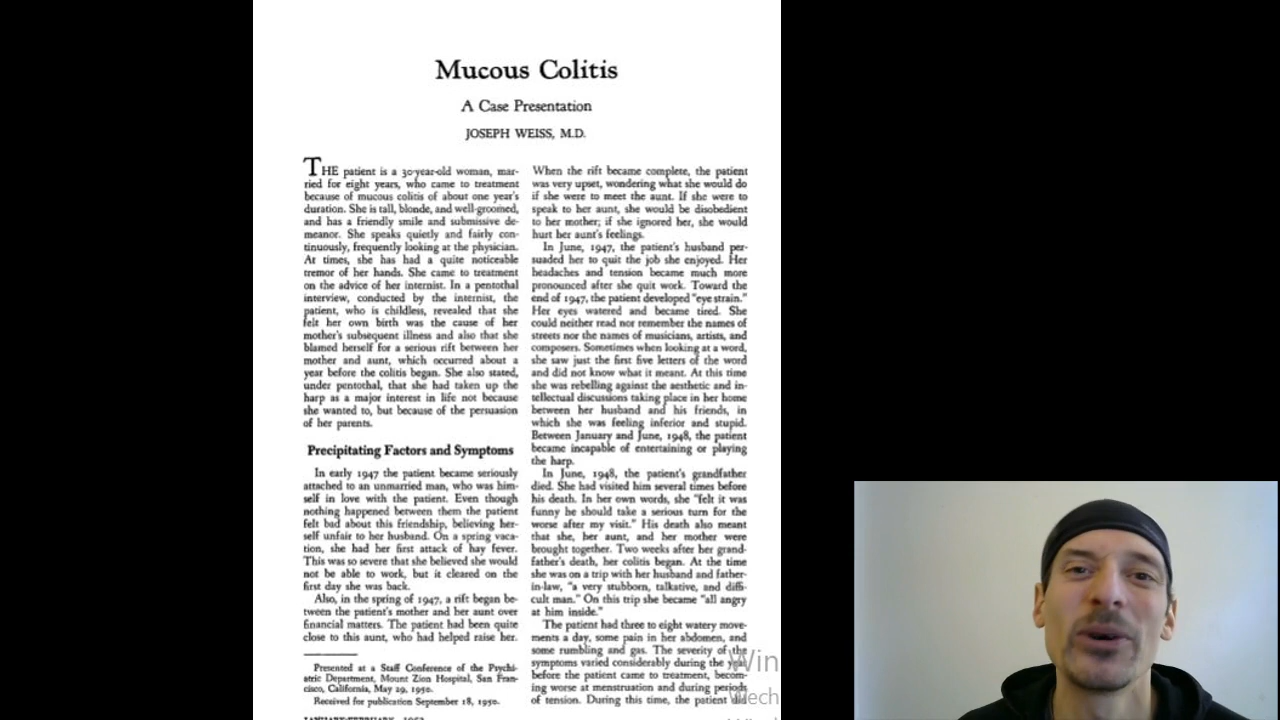 Mucous Colitis
A Case Presentation
JOSEPH WEISS, M.D.
THE patient is a 30-year-old woman, mar-
ried for eight years, who came to treatment
because of mucous colitis of about one year's
duration. She is tall, blonde, and well-groomed,
and has a friendly smile and submissive de-
meanor. She speaks quietly and fairly con-
tinuously, frequently looking at the physician.
At times, she has had a quite noticeable
tremor of her hands. She came to treatment
on the advice of her internist. In a pentothal
interview, conducted by the internist, the
patient, who is childless, revealed that she
felt her own birth was the cause of her
mother's subsequent illness and also that she
blamed herself for a serious rift between her
mother and aunt, which occurred about a
year before the colitis began. She also stated,
under pentothal, that she had taken up the
harp as a major interest in life not because
she wanted to, but because of the persuasion
of her parents.
Precipitating Factors and Symptoms
In early 1947 the patient became seriously
attached to an unmarried man, who was him-
self in love with the patient. Even though
nothing happened between them the patient
felt bad about this friendship, believing her-
self unfair to her husband. On a spring vaca-
tion, she had her first attack of hay fever.
This was so severe that she believed she would
not be able to work, but it cleared on the
first day she was back.
Also, in the spring of 1947, a rift began be-
tween the patient's mother and her aunt over
financial matters. The patient had been quite
close to this aunt, who had helped raise her.
Presented at a Staff Conference of the Psychi-
atric Department, Mount Zion Hospital, San Fran-
cisco, California, May 29, 1950.
Received for publication September 18, 1950.
JANUARY-FEBRUARY, 1952
When the rift became complete, the patient
was very upset, wondering what she would do
if she were to meet the aunt. If she were to
speak to her aunt, she would be disobedient
to her mother; if she ignored her, she would
hurt her aunt's feelings.
In June, 1947, the patient's husband per-
suaded her to quit the job she enjoyed. Her
headaches and tension became much more
pronounced after she quit work. Toward the
end of 1947, the patient developed "eye strain."
Her eyes watered and became tired. She
could neither read nor remember the names of
streets nor the names of musicians, artists, and
composers. Sometimes when looking at a word,
she saw just the first five letters of the word
and did not know what it meant. At this time
she was rebelling against the aesthetic and in-
tellectual discussions taking place in her home
between her husband and his friends, in
which she was feeling inferior and stupid.
Between January and June, 1948, the patient
became incapable of entertaining or playing
the harp.
In June, 1948, the patient's grandfather
died. She had visited him several times before
his death. In her own words, she "felt it was
funny he should take a serious turn for the
worse after my visit." His death also meant
that she, her aunt, and her mother were
brought together. Two weeks after her grand-
father's death, her colitis began. At the time
she was on a trip with her husband and father-
in-law, "a very stubborn, talkative, and diffi-
cult man." On this trip she became "all angry
at him inside."
The patient had three to eight watery move-
ments a day, some pain in her abdomen, and
some rumbling and gas. The severity of the
symptoms varied considerably during the year
before the patient came to treatment, becom-
ing worse at menstruation and during periods
of tension. During this time, the patient did
Win